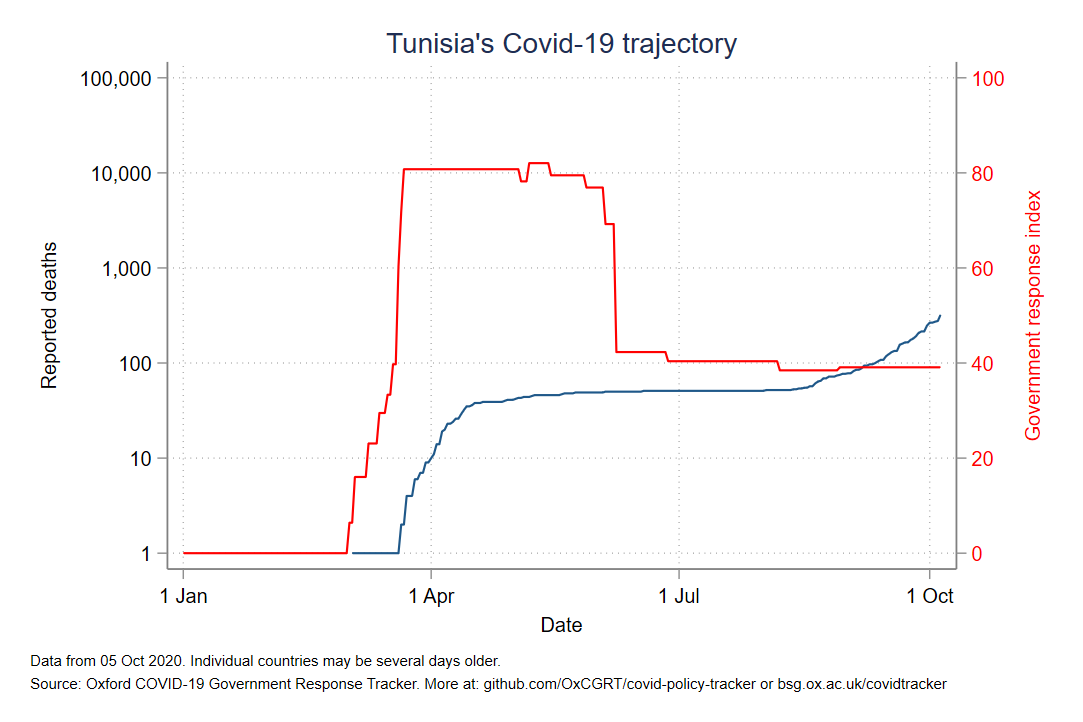 Tunisia's Covid-19 trajectory
100,000
10,000
1,000
100
10
1
Reported deaths
100
80
60
40
20
0
Government response index
1 Jan
1 Apr
1 Jul
1 Oct
Date
Data from 05 Oct 2020. Individual countries may be several days older.
Source: Oxford COVID-19 Government Response Tracker. More at: github.com/OxCGRT/covid-policy-tracker or bsg.ox.ac.uk/covidtracker